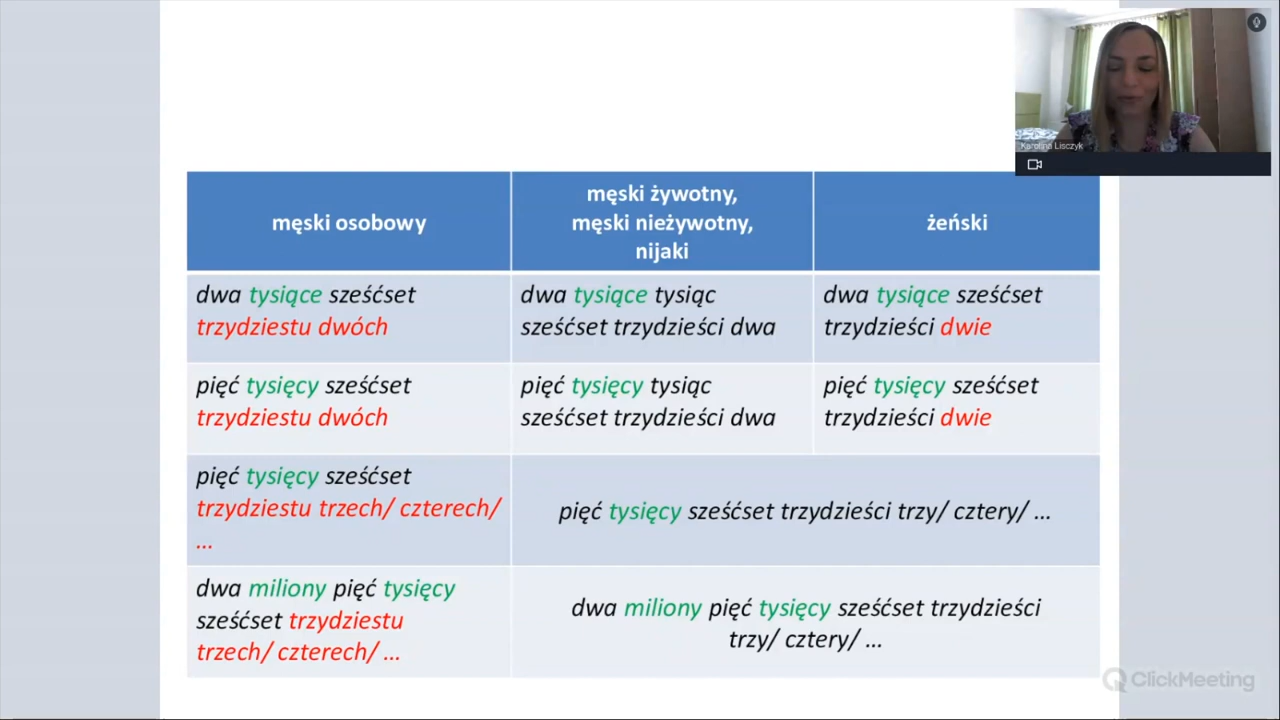 Karolina Lisczyk
męski osobowy
męski żywotny,
męski nieżywotny,
nijaki
żeński
dwa tysiące sześćset
trzydziestu dwóch
dwa tysiące tysiąc
sześćset trzydzieści dwa
dwa tysiące sześćset
trzydzieści dwie
pięć tysięcy sześćset
trzydziestu dwóch
pięć tysięcy tysiąc
sześćset trzydzieści dwa
pięć tysięcy sześćset
trzydzieści dwie
pięć tysięcy sześćset
trzydziestu trzech/ czterech/
...
pięć tysięcy sześćset trzydzieści trzy/ cztery/ ...
dwa miliony pięć tysięcy
sześćset trzydziestu
trzech/ czterech/ ...
dwa miliony pięć tysięcy sześćset trzydzieści
trzy/ cztery/ ...
ClickMeeting